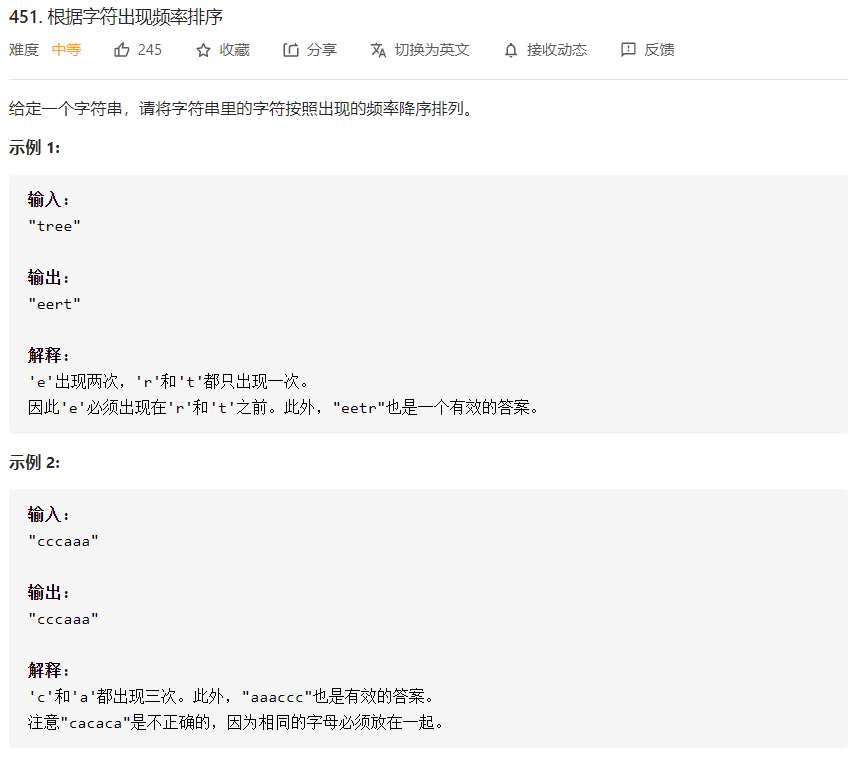 451. 根据字符出现频率排序
难度 中等 245 收藏 分享 切换为英文 接收动态 反馈
给定一个字符串，请将字符串里的字符按照出现的频率降序排列。
示例 1:
输入：
"tree"
输出：
"eert"
解释：
'e'出现两次，'r'和't'都只出现一次。
因此'e'必须出现在'r'和't'之前。此外，"eetr"也是一个有效的答案。
示例 2:
输入：
"cccaaa"
输出：
"cccaaa"
解释：
'c'和'a'都出现三次。此外，"aaaccc"也是有效的答案。
注意"cacaca"是不正确的，因为相同的字母必须放在一起。